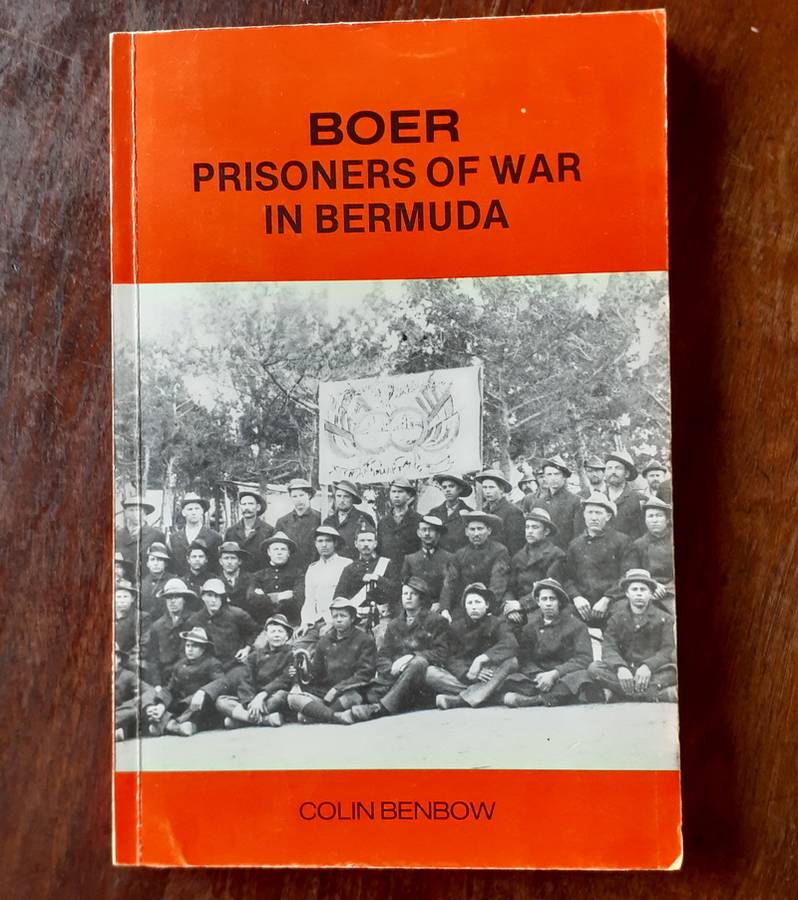 BOER
PRISONERS OF WAR
IN BERMUDA
COLIN BENBOW